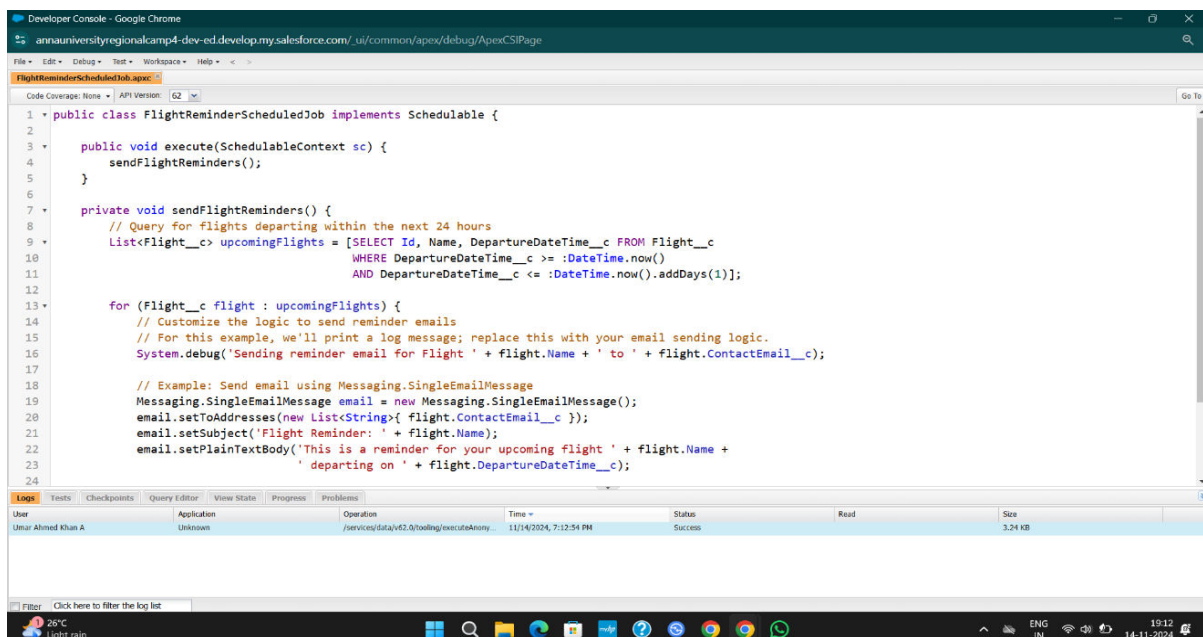 Developer Console - Google Chrome
annauniversityregionalcamp4-dev-ed.develop.my.salesforce.com/_ui/common/apex/debug/ApexCSIPage
File Edit Debug Test Workspace Help < >
FlightReminderScheduledJob.apxc
Code Coverage: None API Version: 62 Go To
1 public class FlightReminderScheduledJob implements Schedulable {
2
3 public void execute(SchedulableContext sc) {
4 sendFlightReminders();
5 }
6
7 private void sendFlightReminders() {
8 // Query for flights departing within the next 24 hours
9 List<Flight__c> upcomingFlights = [SELECT Id, Name, DepartureDateTime__c FROM Flight__c
10 WHERE DepartureDateTime__c >= :DateTime.now()
11 AND DepartureDateTime__c <= :DateTime.now().addDays(1)];
12
13 for (Flight__c flight : upcomingFlights) {
14 // Customize the logic to send reminder emails
15 // For this example, we'll print a log message; replace this with your email sending logic.
16 System.debug('Sending reminder email for Flight ' + flight.Name + ' to ' + flight.ContactEmail__c);
17
18 // Example: Send email using Messaging.SingleEmailMessage
19 Messaging.SingleEmailMessage email = new Messaging.SingleEmailMessage();
20 email.setToAddresses(new List<String>{ flight.ContactEmail__c });
21 email.setSubject('Flight Reminder: ' + flight.Name);
22 email.setPlainTextBody('This is a reminder for your upcoming flight ' + flight.Name +
23 ' departing on ' + flight.DepartureDateTime__c);
24
Logs Tests Checkpoints Query Editor View State Progress Problems
User Application Operation Time Status Read Size
Umar Ahmed Khan A Unknown /services/data/v62.0/tooling/executeAnony... 11/14/2024, 7:12:54 PM Success 3.24 KB
Filter Click here to filter the log list
1 26°C ENG 19:12
Light rain IN 14-11-2024